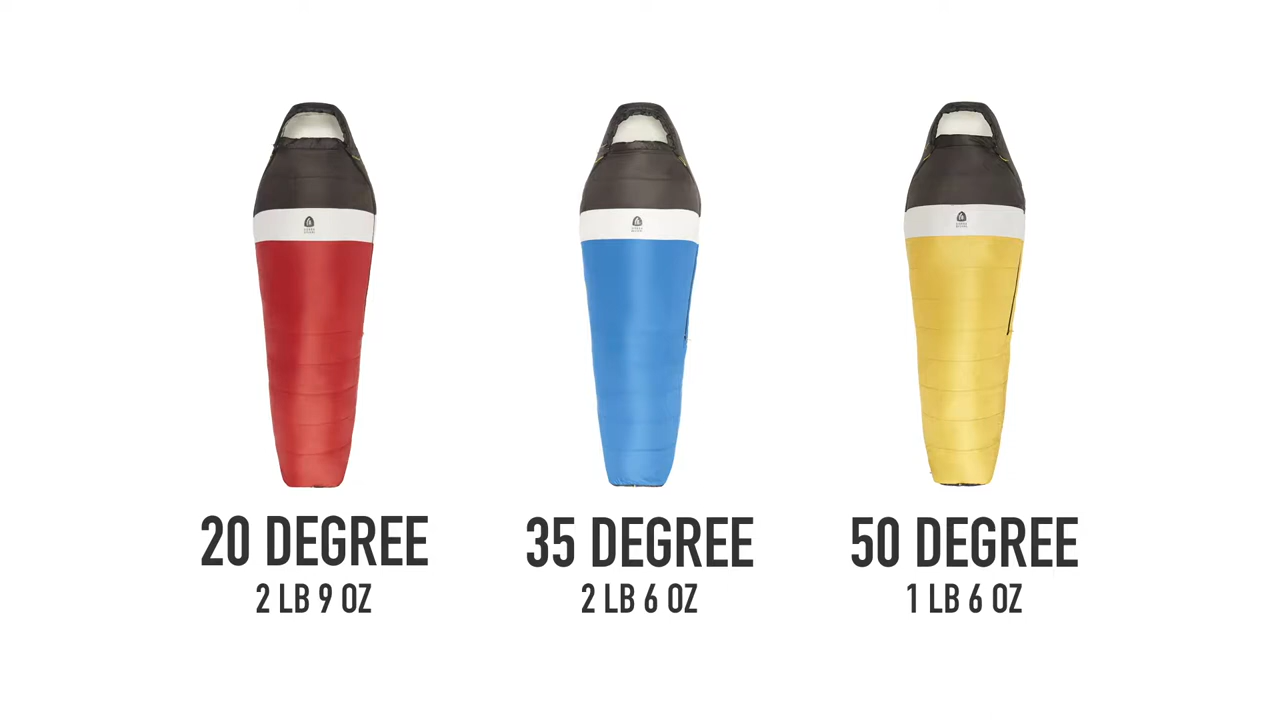 20 DEGREE
2 LB 9 OZ
35 DEGREE
2 LB 6 OZ
50 DEGREE
1 LB 6 OZ